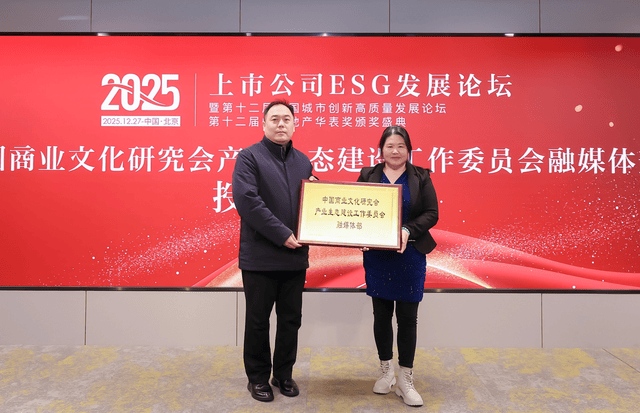 2025
2025.12.27·中国·北京
上市公司ESG发展论坛
暨第十二届 国城市创新高质量发展论坛
第十二届 地产华表奖颁奖盛典
国商业文化研究会产 态建设工作委员会融媒体
授
中国商业文化研究会
产业生态建设工作委员会
融媒体